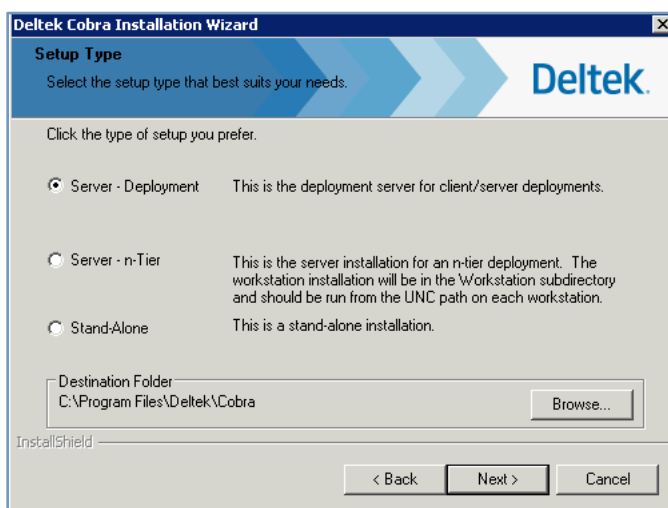 Deltek Cobra Installation Wizard
Setup Type
Select the setup type that best suits your needs.
Deltek.
Click the type of setup you prefer.
Server - Deployment This is the deployment server for client/server deployments.
Server - n-Tier This is the server installation for an n-tier deployment. The
workstation installation will be in the Workstation subdirectory
and should be run from the UNC path on each workstation.
Stand-Alone This is a stand-alone installation.
Destination Folder
C:\Program Files\Deltek\Cobra Browse...
InstallShield
< Back Next > Cancel